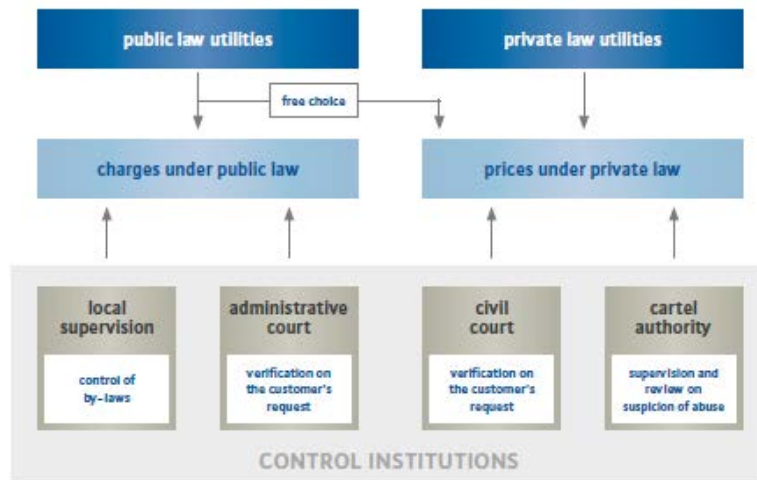 public law utilities
private law utilities
free choice
charges under public law
prices under private law
local
supervision
control of
by-laws
administrative
court
verification on
the customer's
request
civil
court
verification on
the customer's
request
cartel
authority
supervision and
review on
suspicion of abuse
CONTROL INSTITUTIONS